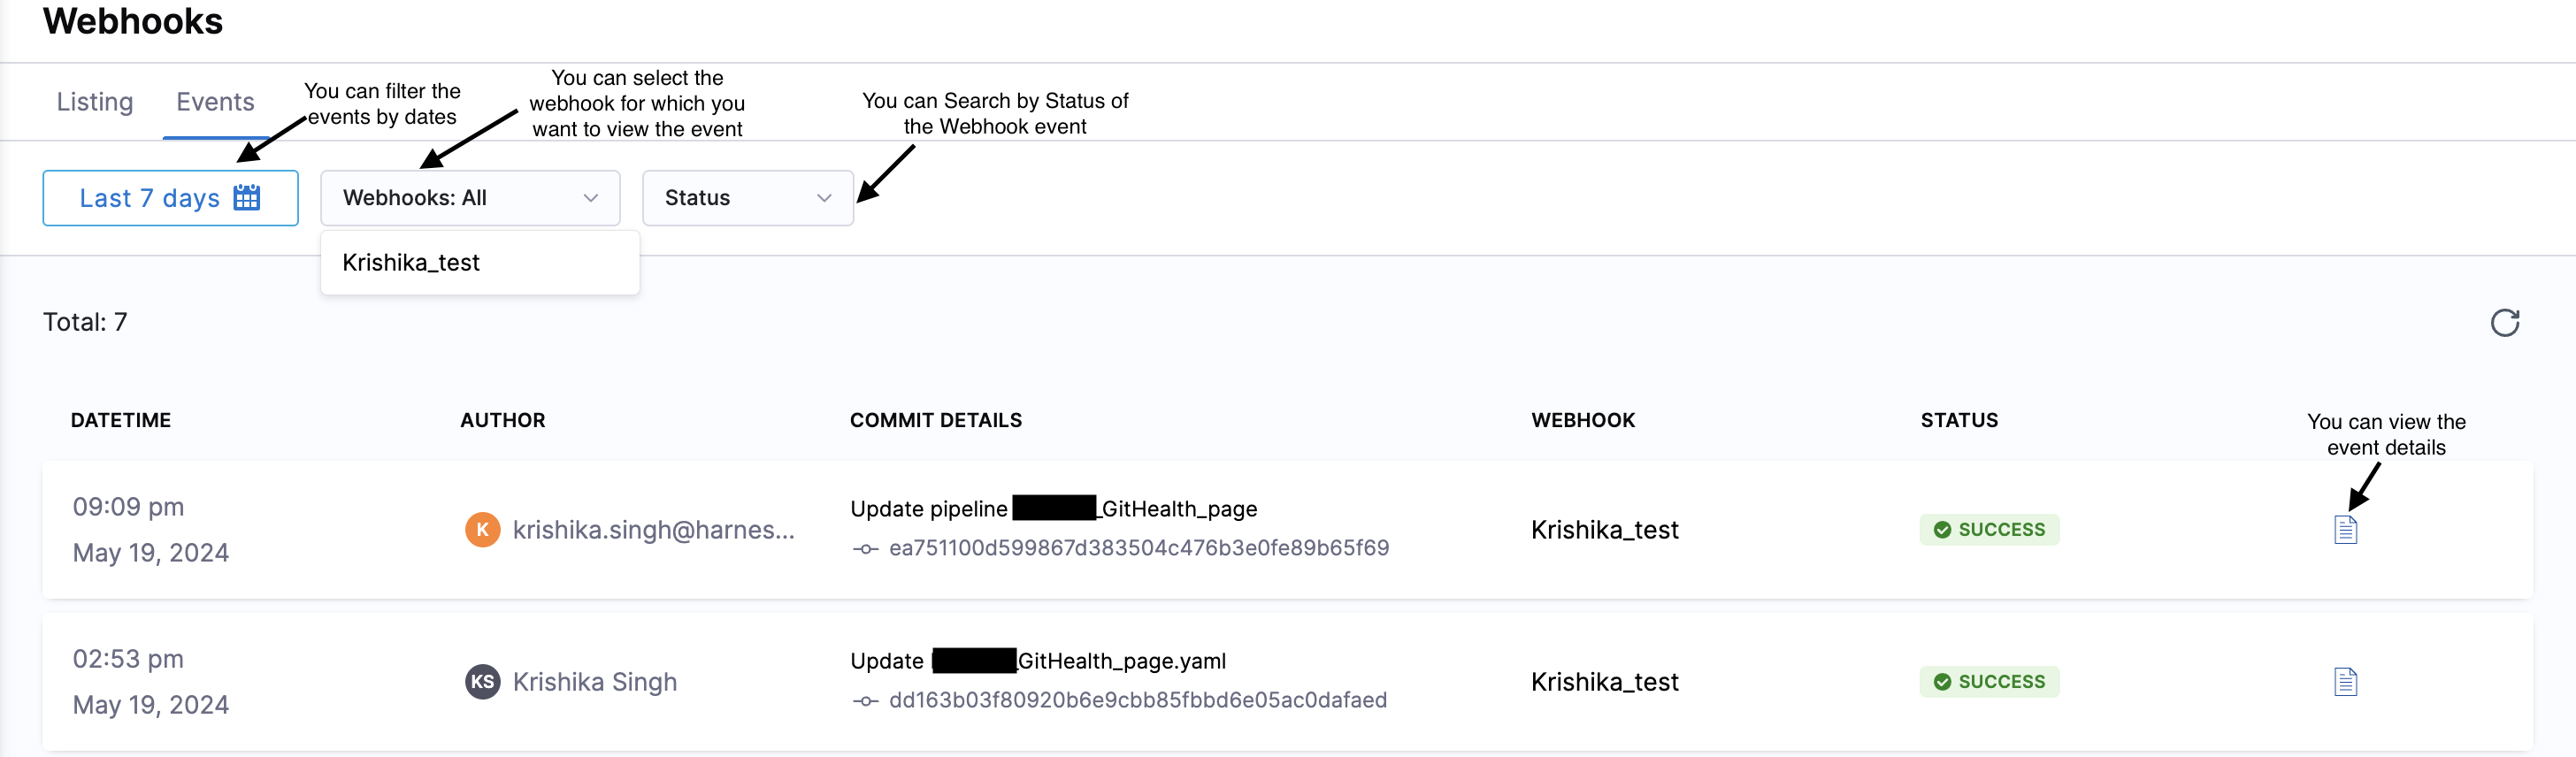 Webhooks
Listing
Events
You can filter the
events by dates
You can select the
webhook for which you
want to view the event
You can Search by Status of
the Webhook event
Last 7 days
Webhooks: All
Status
Krishika_test
Total: 7
DATETIME
AUTHOR
COMMIT DETAILS
WEBHOOK
STATUS
You can view the
event details
09:09 pm
May 19, 2024
K
krishika.singh@harnes...
Update pipeline _GitHealth_page
ea751100d599867d383504c476b3e0fe89b65f69
Krishika_test
SUCCESS
02:53 pm
May 19, 2024
KS
Krishika Singh
Update _GitHealth_page.yaml
dd163b03f80920b6e9cbb85fbbd6e05ac0dafaed
Krishika_test
SUCCESS